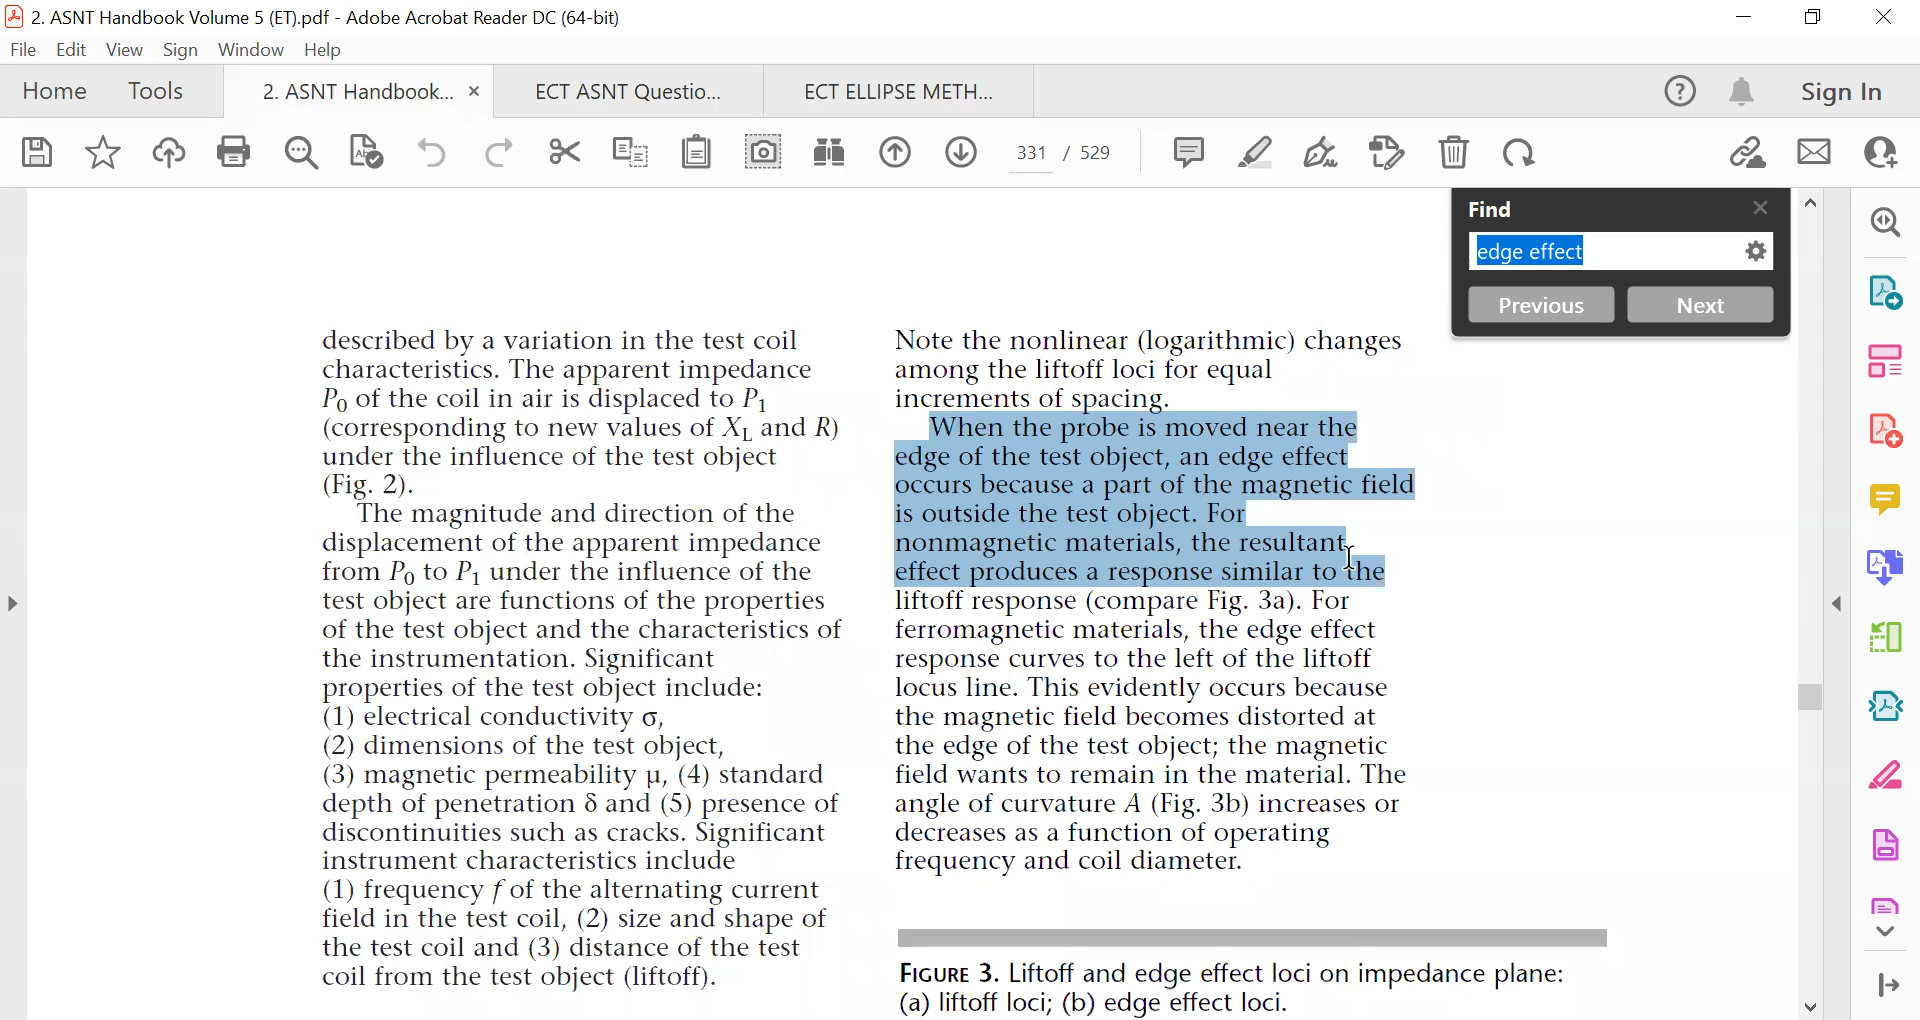 2. ASNT Handbook Volume 5 (ET).pdf - Adobe Acrobat Reader DC (64-bit)
File Edit View Sign Window Help
Home Tools 2. ASNT Handbook... × ECT ASNT Questio... ECT ELLIPSE METH... Sign In
331 / 529
Find
edge effect
Previous Next
described by a variation in the test coil
characteristics. The apparent impedance
P0 of the coil in air is displaced to P1
(corresponding to new values of XL and R)
under the influence of the test object
(Fig. 2).
The magnitude and direction of the
displacement of the apparent impedance
from P0 to P1 under the influence of the
test object are functions of the properties
of the test object and the characteristics of
the instrumentation. Significant
properties of the test object include:
(1) electrical conductivity σ,
(2) dimensions of the test object,
(3) magnetic permeability µ, (4) standard
depth of penetration δ and (5) presence of
discontinuities such as cracks. Significant
instrument characteristics include
(1) frequency f of the alternating current
field in the test coil, (2) size and shape of
the test coil and (3) distance of the test
coil from the test object (liftoff).
Note the nonlinear (logarithmic) changes
among the liftoff loci for equal
increments of spacing.
When the probe is moved near the
edge of the test object, an edge effect
occurs because a part of the magnetic field
is outside the test object. For
nonmagnetic materials, the resultant
effect produces a response similar to the
liftoff response (compare Fig. 3a). For
ferromagnetic materials, the edge effect
response curves to the left of the liftoff
locus line. This evidently occurs because
the magnetic field becomes distorted at
the edge of the test object; the magnetic
field wants to remain in the material. The
angle of curvature A (Fig. 3b) increases or
decreases as a function of operating
frequency and coil diameter.
FIGURE 3. Liftoff and edge effect loci on impedance plane:
(a) liftoff loci; (b) edge effect loci.